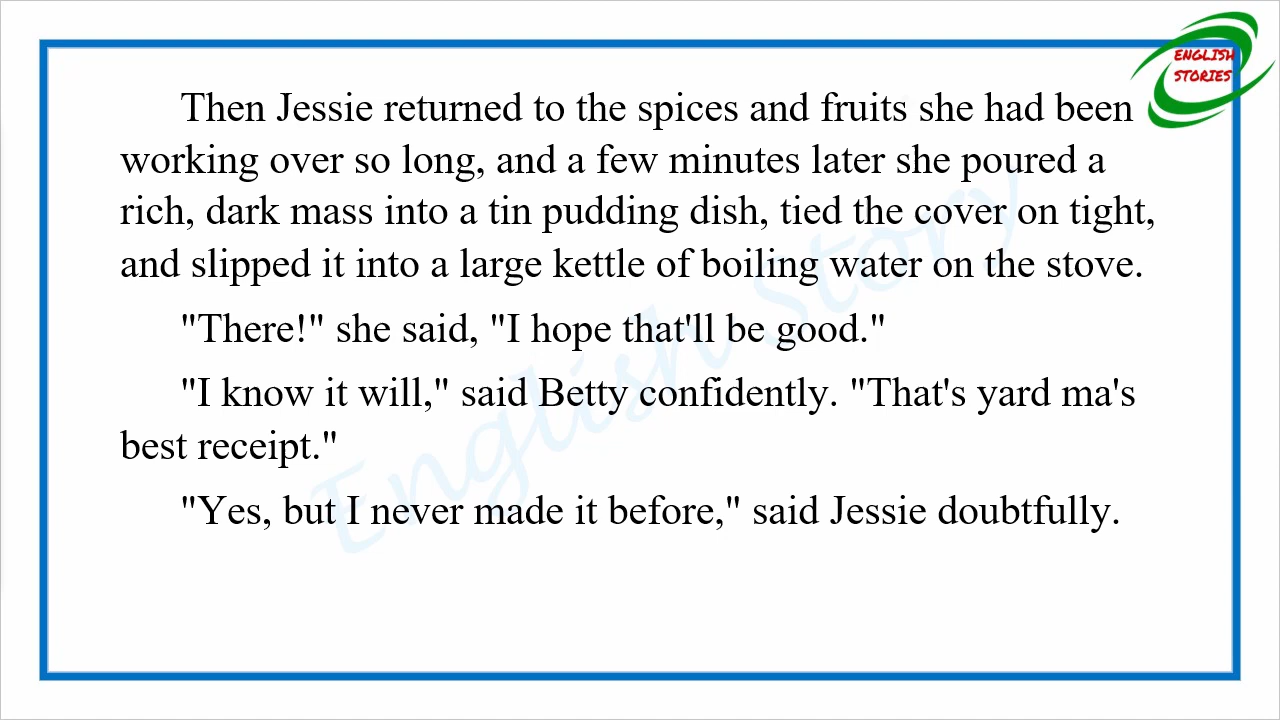 ENGLISH
STORIES
Then Jessie returned to the spices and fruits she had been
working over so long, and a few minutes later she poured a
rich, dark mass into a tin pudding dish, tied the cover on tight,
and slipped it into a large kettle of boiling water on the stove.
"There!" she said, "I hope that'll be good."
"I know it will," said Betty confidently. "That's yard ma's
best receipt."
"Yes, but I never made it before," said Jessie doubtfully.
English Story